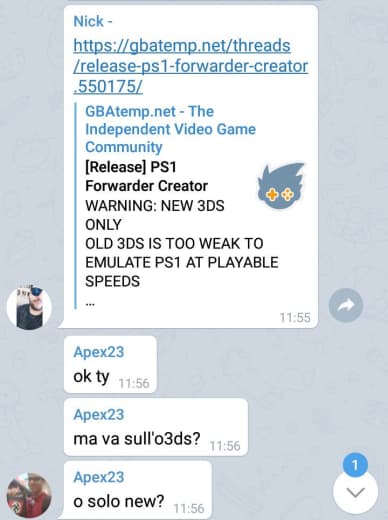 Nick -
https://gbatemp.net/threads
/release-ps1-forwarder-creator
.550175/
GBAtemp.net - The
Independent Video Game
Community
[Release] PS1
Forwarder Creator
WARNING: NEW 3DS
ONLY
OLD 3DS IS TOO WEAK TO
EMULATE PS1 AT PLAYABLE
SPEEDS
...
11:55
Apex23
ok ty 11:56
Apex23
ma va sull'o3ds? 11:56
Apex23
o solo new? 11:56
1